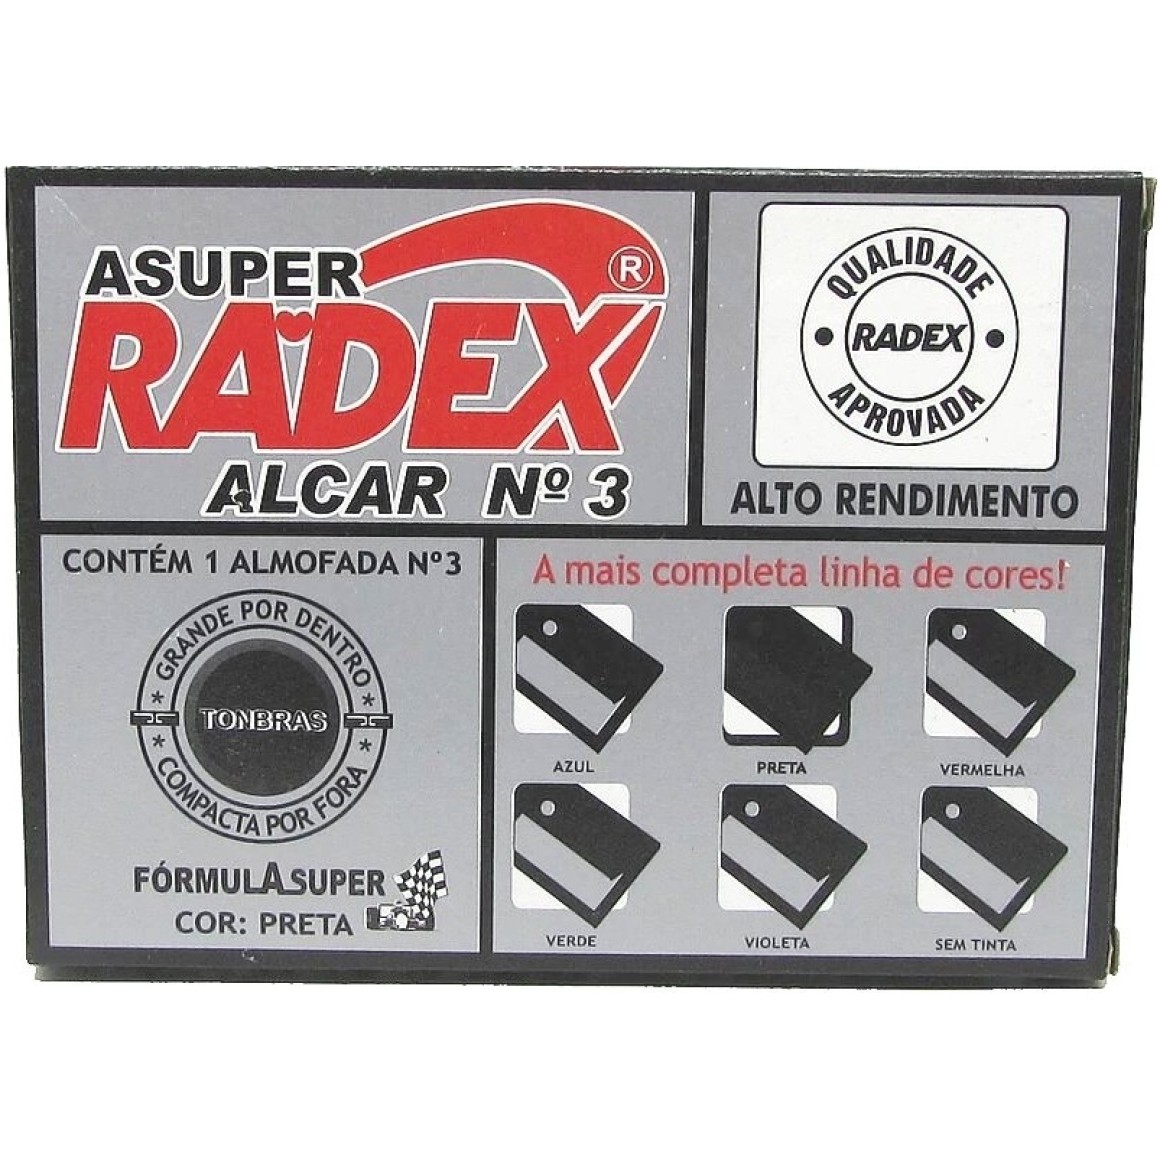 ASUPER
RADEX®
ALCAR Nº 3
QUALIDADE
RADEX
APROVADA
ALTO RENDIMENTO
CONTÉM 1 ALMOFADA Nº3
GRANDE POR DENTRO
TONBRAS
COMPACTA POR FORA
FÓRMULASUPER
COR: PRETA
A mais completa linha de cores!
AZUL PRETA VERMELHA
VERDE VIOLETA SEM TINTA